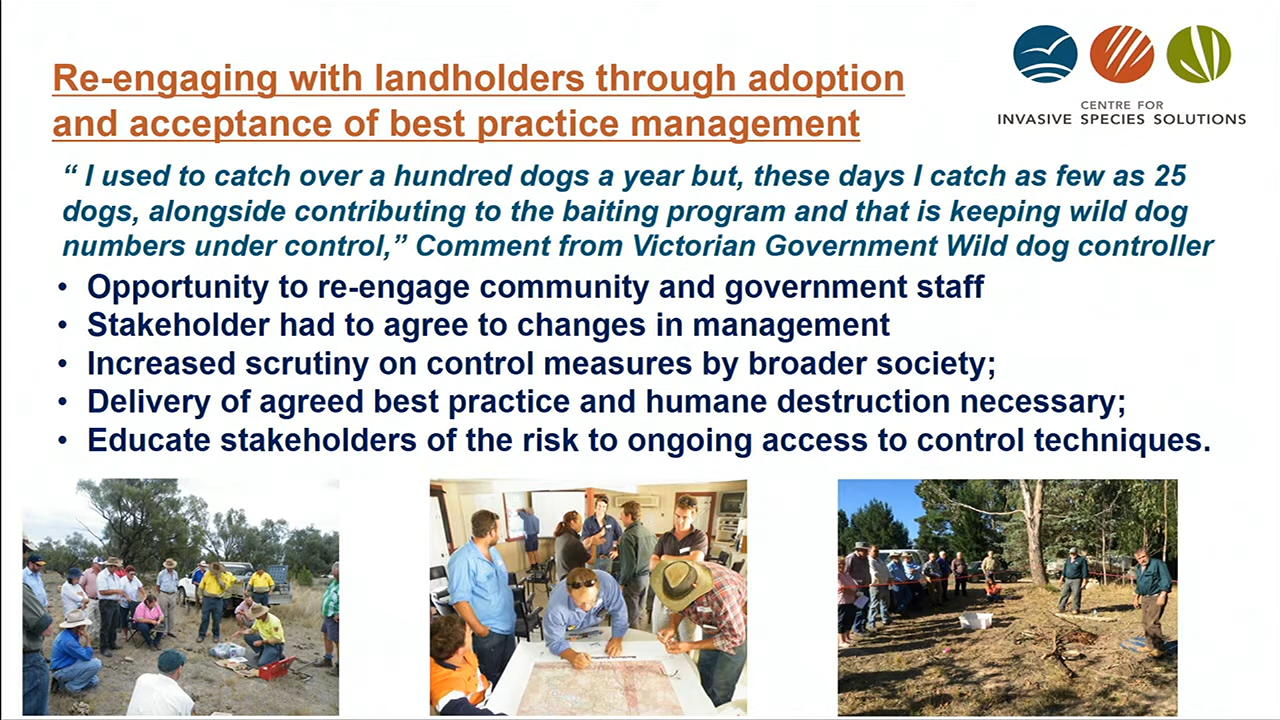 Re-engaging with landholders through adoption
and acceptance of best practice management
CENTRE FOR
INVASIVE SPECIES SOLUTIONS
“ I used to catch over a hundred dogs a year but, these days I catch as few as 25
dogs, alongside contributing to the baiting program and that is keeping wild dog
numbers under control,” Comment from Victorian Government Wild dog controller
• Opportunity to re-engage community and government staff
• Stakeholder had to agree to changes in management
• Increased scrutiny on control measures by broader society;
• Delivery of agreed best practice and humane destruction necessary;
• Educate stakeholders of the risk to ongoing access to control techniques.